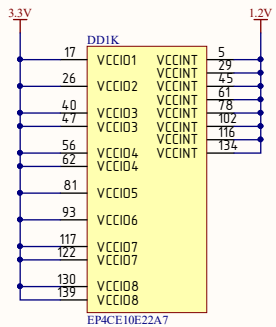 3.3V 1.2V
DD1K
17 VCCIO1 VCCINT 5
VCCINT 29
26 VCCIO2 VCCINT 45
VCCINT 61
40 VCCIO3 VCCINT 78
47 VCCIO3 VCCINT 102
VCCINT 116
56 VCCIO4 VCCINT 134
62 VCCIO4
81 VCCIO5
93 VCCIO6
117 VCCIO7
122 VCCIO7
130 VCCIO8
139 VCCIO8
EP4CE10E22A7